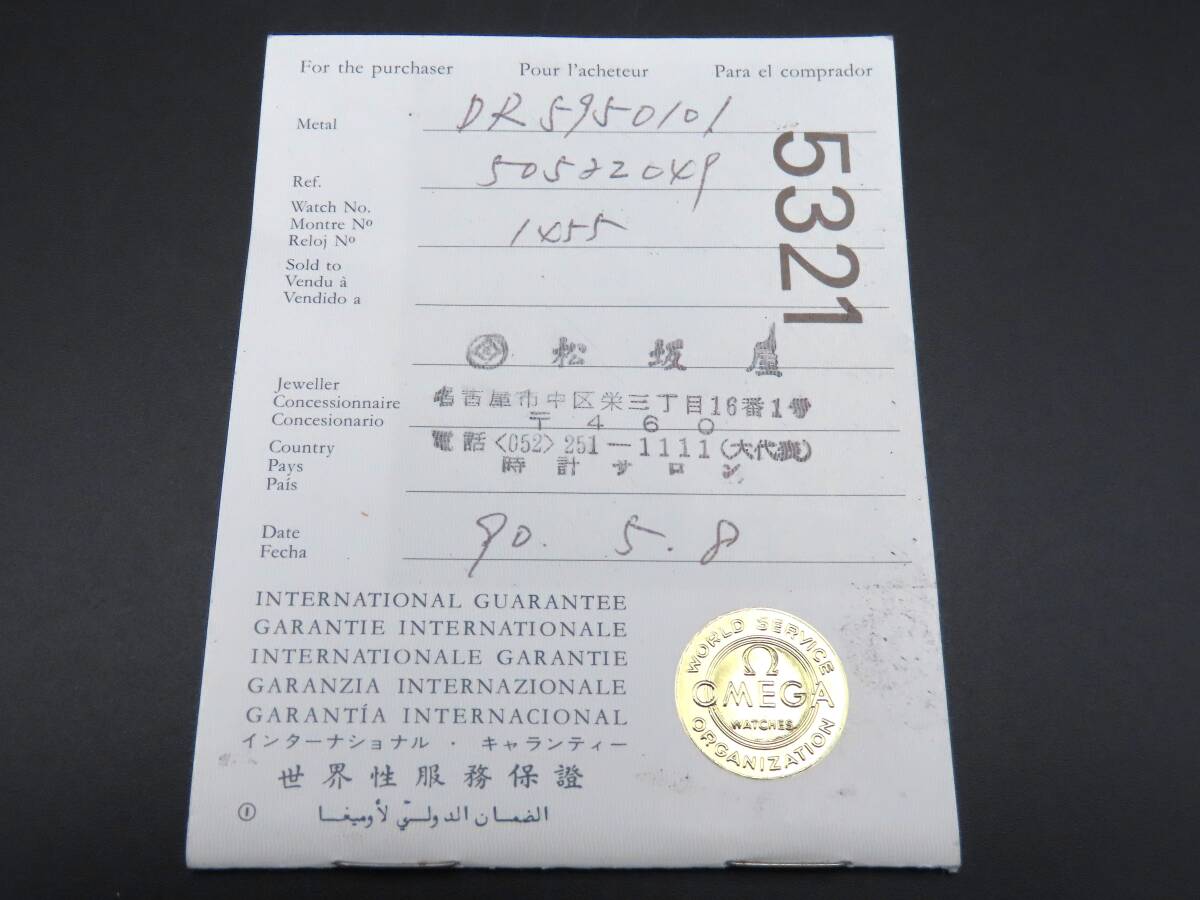 For the purchaser Pour l'acheteur Para el comprador
Metal DR 5950101
Ref. 50522049
Watch No. 1455
Montre Nº
Reloj Nº
Sold to
Vendu à
Vendido a
5321
松坂屋
Jeweller
Concessionnaire
Concesionario
名古屋市中区栄三丁目16番1号
〒460
Country
Pays
País
電話<052>251-1111(大代表)
時計サロン
Date
Fecha
90. 5. 8
INTERNATIONAL GUARANTEE
GARANTIE INTERNATIONALE
INTERNATIONALE GARANTIE
GARANZIA INTERNAZIONALE
GARANTÍA INTERNACIONAL
インターナショナル・ギャランティー
世界性服務保證
الضمان الدولي لأوميغا
1
WORLD SERVICE
Ω
OMEGA
WATCHES
ORGANIZATION